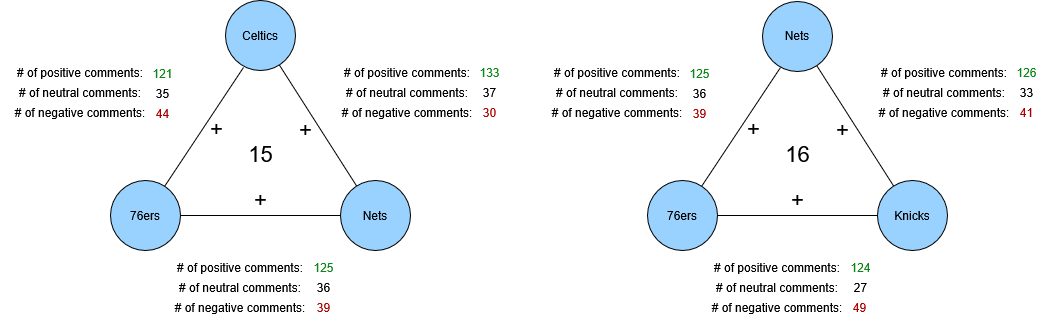 Celtics
# of positive comments: 121
# of neutral comments: 35
# of negative comments: 44
# of positive comments: 133
# of neutral comments: 37
# of negative comments: 30
+
+
15
+
76ers
Nets
# of positive comments: 125
# of neutral comments: 36
# of negative comments: 39
Nets
# of positive comments: 125
# of neutral comments: 36
# of negative comments: 39
# of positive comments: 126
# of neutral comments: 33
# of negative comments: 41
+
+
16
+
76ers
Knicks
# of positive comments: 124
# of neutral comments: 27
# of negative comments: 49